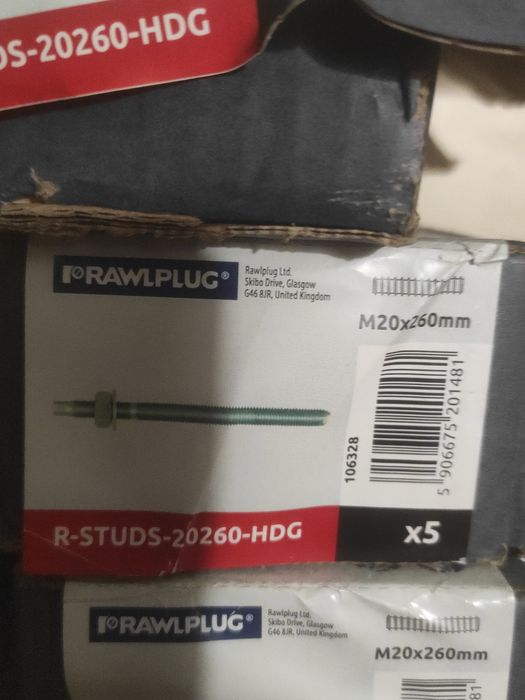 DS-20260-HDG
RAWLPLUG®
Rawlplug Ltd.
Skibo Drive, Glasgow
G46 8JR, United Kingdom
M20x260mm
106328
5 906675 201481
R-STUDS-20260-HDG
x5
RAWLPLUG®
Rawlplug Ltd.
Skibo Drive, Glasgow
G46 8JR, United Kingdom
M20x260mm
81